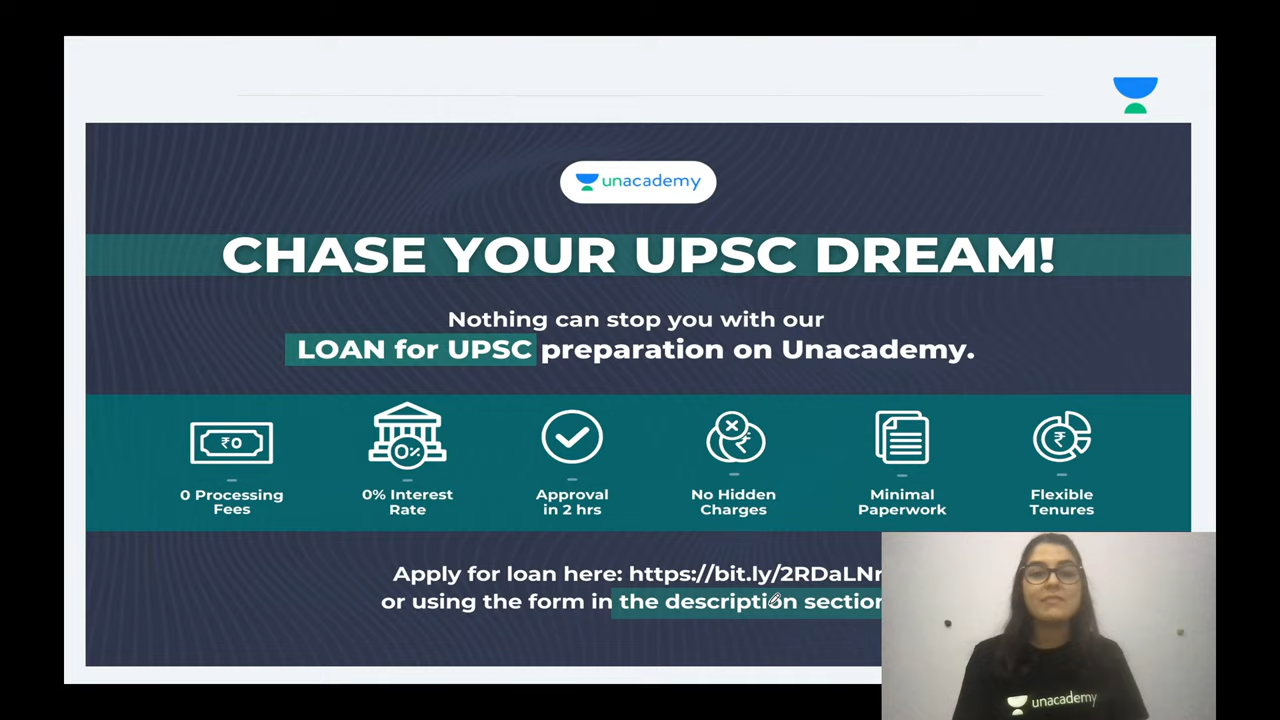 unacademy
CHASE YOUR UPSC DREAM!
Nothing can stop you with our
LOAN for UPSC preparation on Unacademy.
₹0
0%
₹
₹
0 Processing
Fees
0% Interest
Rate
Approval
in 2 hrs
No Hidden
Charges
Minimal
Paperwork
Flexible
Tenures
Apply for loan here:
or using the form in the description section
unacademy